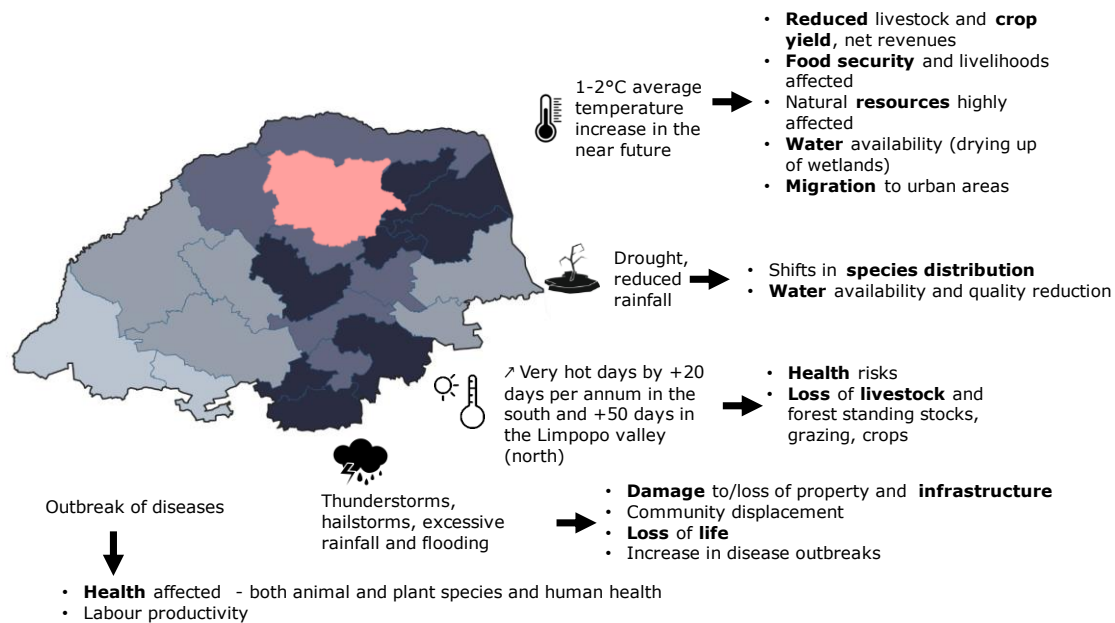 • Reduced livestock and crop
yield, net revenues
• Food security and livelihoods
affected
• Natural resources highly
affected
• Water availability (drying up
of wetlands)
• Migration to urban areas
1-2°C average
temperature
increase in the
near future
Drought,
reduced
rainfall
• Shifts in species distribution
• Water availability and quality reduction
↗ Very hot days by +20
days per annum in the
south and +50 days in
the Limpopo valley
(north)
• Health risks
• Loss of livestock and
forest standing stocks,
grazing, crops
Thunderstorms,
hailstorms, excessive
rainfall and flooding
• Damage to/loss of property and infrastructure
• Community displacement
• Loss of life
• Increase in disease outbreaks
Outbreak of diseases
• Health affected - both animal and plant species and human health
• Labour productivity